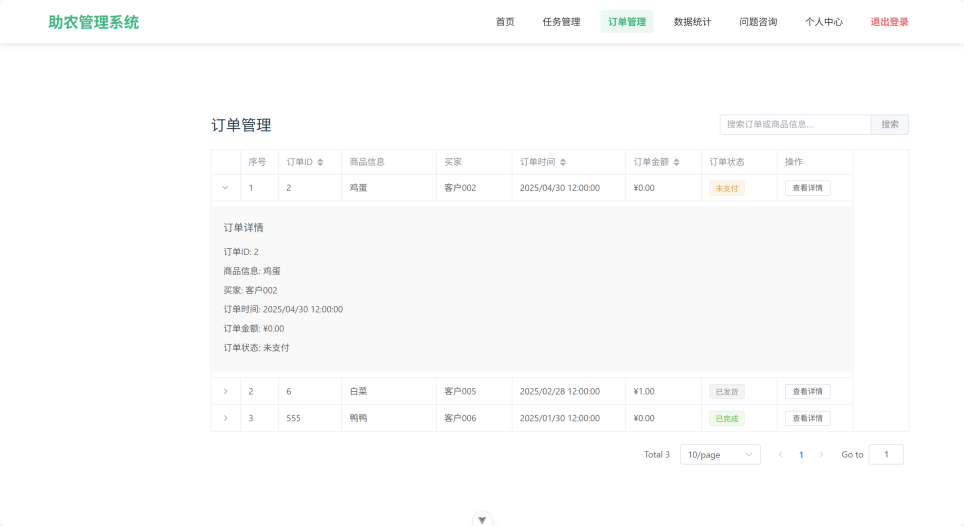 助农管理系统 首页 任务管理 订单管理 数据统计 问题咨询 个人中心 退出登录
订单管理 搜索订单或商品信息... 搜索
序号 订单ID 商品信息 买家 订单时间 订单金额 订单状态 操作
1 2 鸡蛋 客户002 2025/04/30 12:00:00 ¥0.00 未支付 查看详情
订单详情
订单ID: 2
商品信息: 鸡蛋
买家: 客户002
订单时间: 2025/04/30 12:00:00
订单金额: ¥0.00
订单状态: 未支付
2 6 白菜 客户005 2025/02/28 12:00:00 ¥1.00 已发货 查看详情
3 555 鸭鸭 客户006 2025/01/30 12:00:00 ¥0.00 已完成 查看详情
Total 3 10/page 1 Go to 1